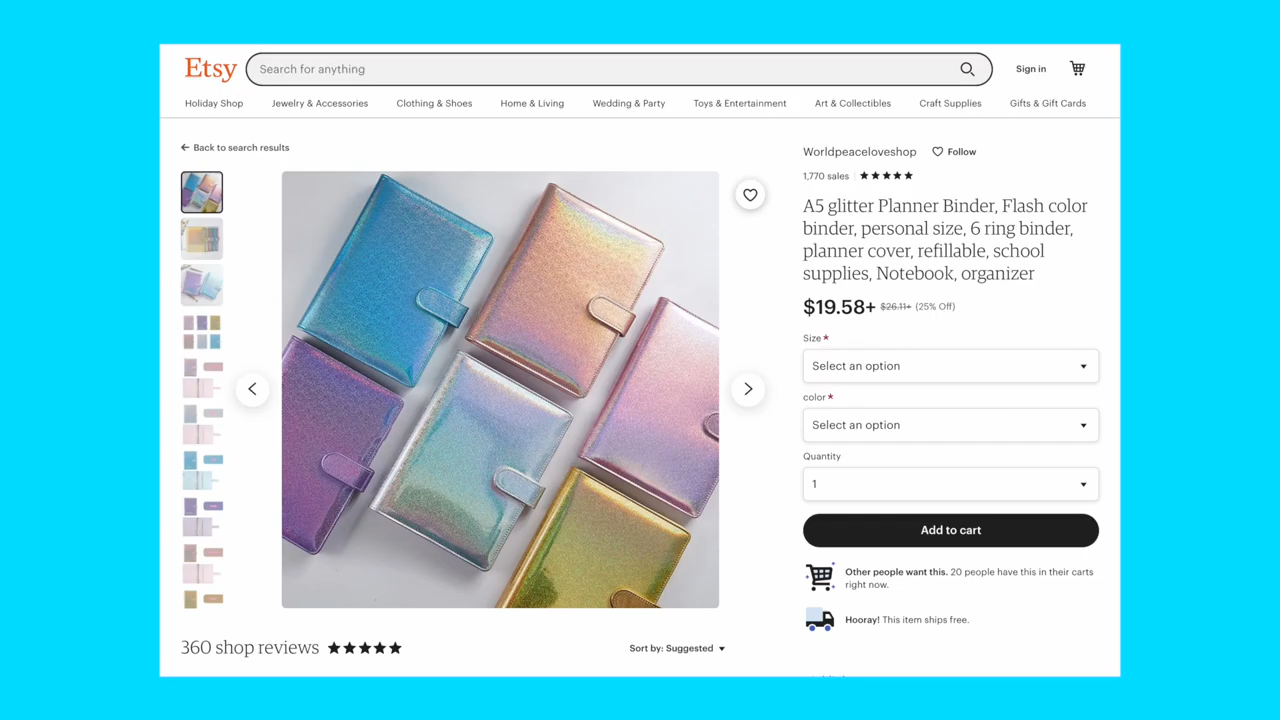 Etsy
Search for anything
Sign in
Holiday Shop
Jewelry & Accessories
Clothing & Shoes
Home & Living
Wedding & Party
Toys & Entertainment
Art & Collectibles
Craft Supplies
Gifts & Gift Cards
Back to search results
Worldpeaceloveshop
Follow
1,770 sales
A5 glitter Planner Binder, Flash color
binder, personal size, 6 ring binder,
planner cover, refillable, school
supplies, Notebook, organizer
$19.58+ $26.11+ (25% Off)
Size *
Select an option
color *
Select an option
Quantity
1
Add to cart
Other people want this. 20 people have this in their carts
right now.
Hooray! This item ships free.
360 shop reviews
Sort by: Suggested